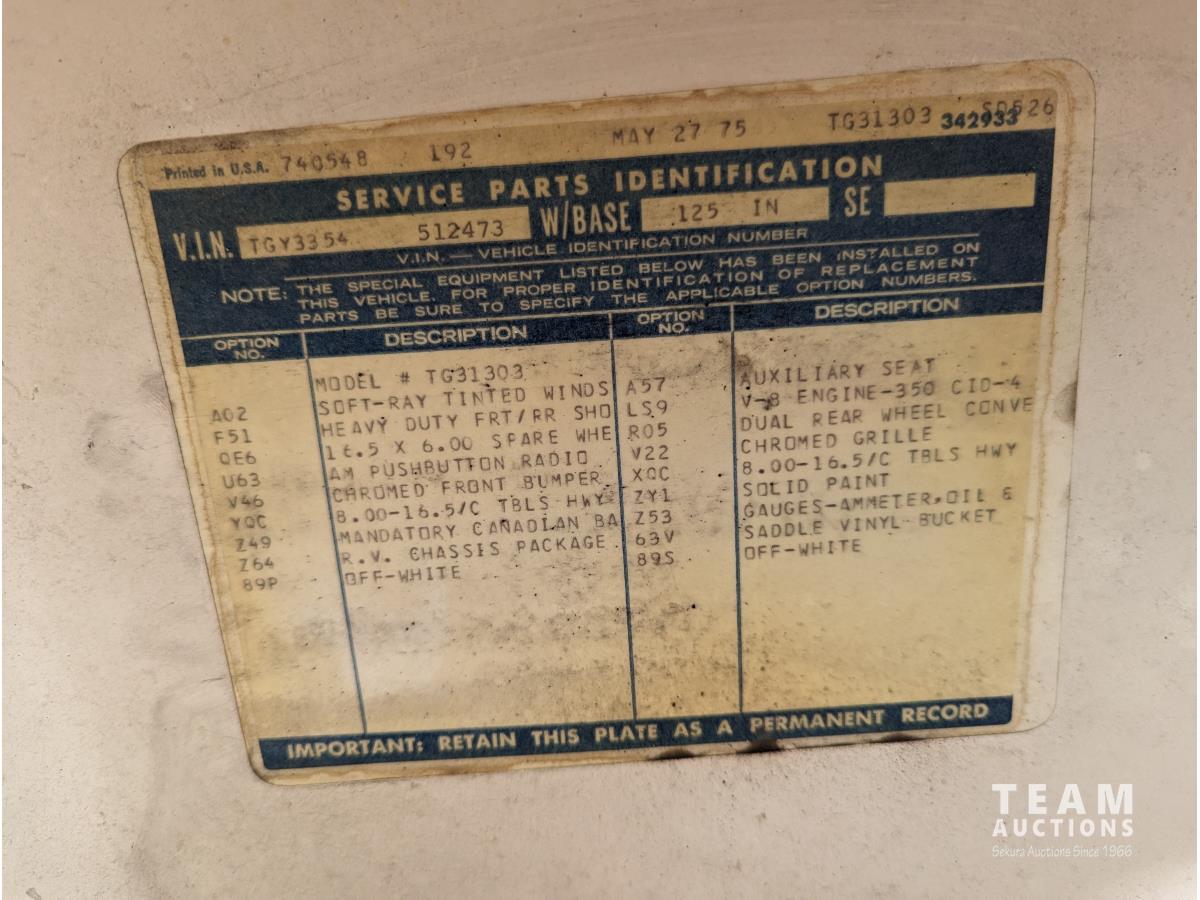 Printed in U.S.A. 740548 192 MAY 27 75 TG31303 342933
SERVICE PARTS IDENTIFICATION
V.I.N. TGY3354 512473 W/BASE 125 IN SE
V.I.N. — VEHICLE IDENTIFICATION NUMBER
NOTE: THE SPECIAL EQUIPMENT LISTED BELOW HAS BEEN INSTALLED ON
THIS VEHICLE. FOR PROPER IDENTIFICATION OF REPLACEMENT
PARTS BE SURE TO SPECIFY THE APPLICABLE OPTION NUMBERS.
OPTION NO. DESCRIPTION OPTION NO. DESCRIPTION
MODEL # TG31303 AUXILIARY SEAT
A02 SOFT-RAY TINTED WINDS A57 V-8 ENGINE-350 CID-4
F51 HEAVY DUTY FRT/RR SHO LS9 DUAL REAR WHEEL CONVE
QE6 16.5 X 6.00 SPARE WHE R05 CHROMED GRILLE
U63 AM PUSHBUTTON RADIO V22 8.00-16.5/C TBLS HWY
V46 CHROMED FRONT BUMPER XQC SOLID PAINT
YQC 8.00-16.5/C TBLS HWY ZY1 GAUGES-AMMETER,OIL &
Z49 MANDATORY CANADIAN BA Z53 SADDLE VINYL BUCKET
Z64 R.V. CHASSIS PACKAGE 63V OFF-WHITE
89P OFF-WHITE 89S
IMPORTANT: RETAIN THIS PLATE AS A PERMANENT RECORD
TEAM
AUCTIONS
Sekura Auctions Since 1966